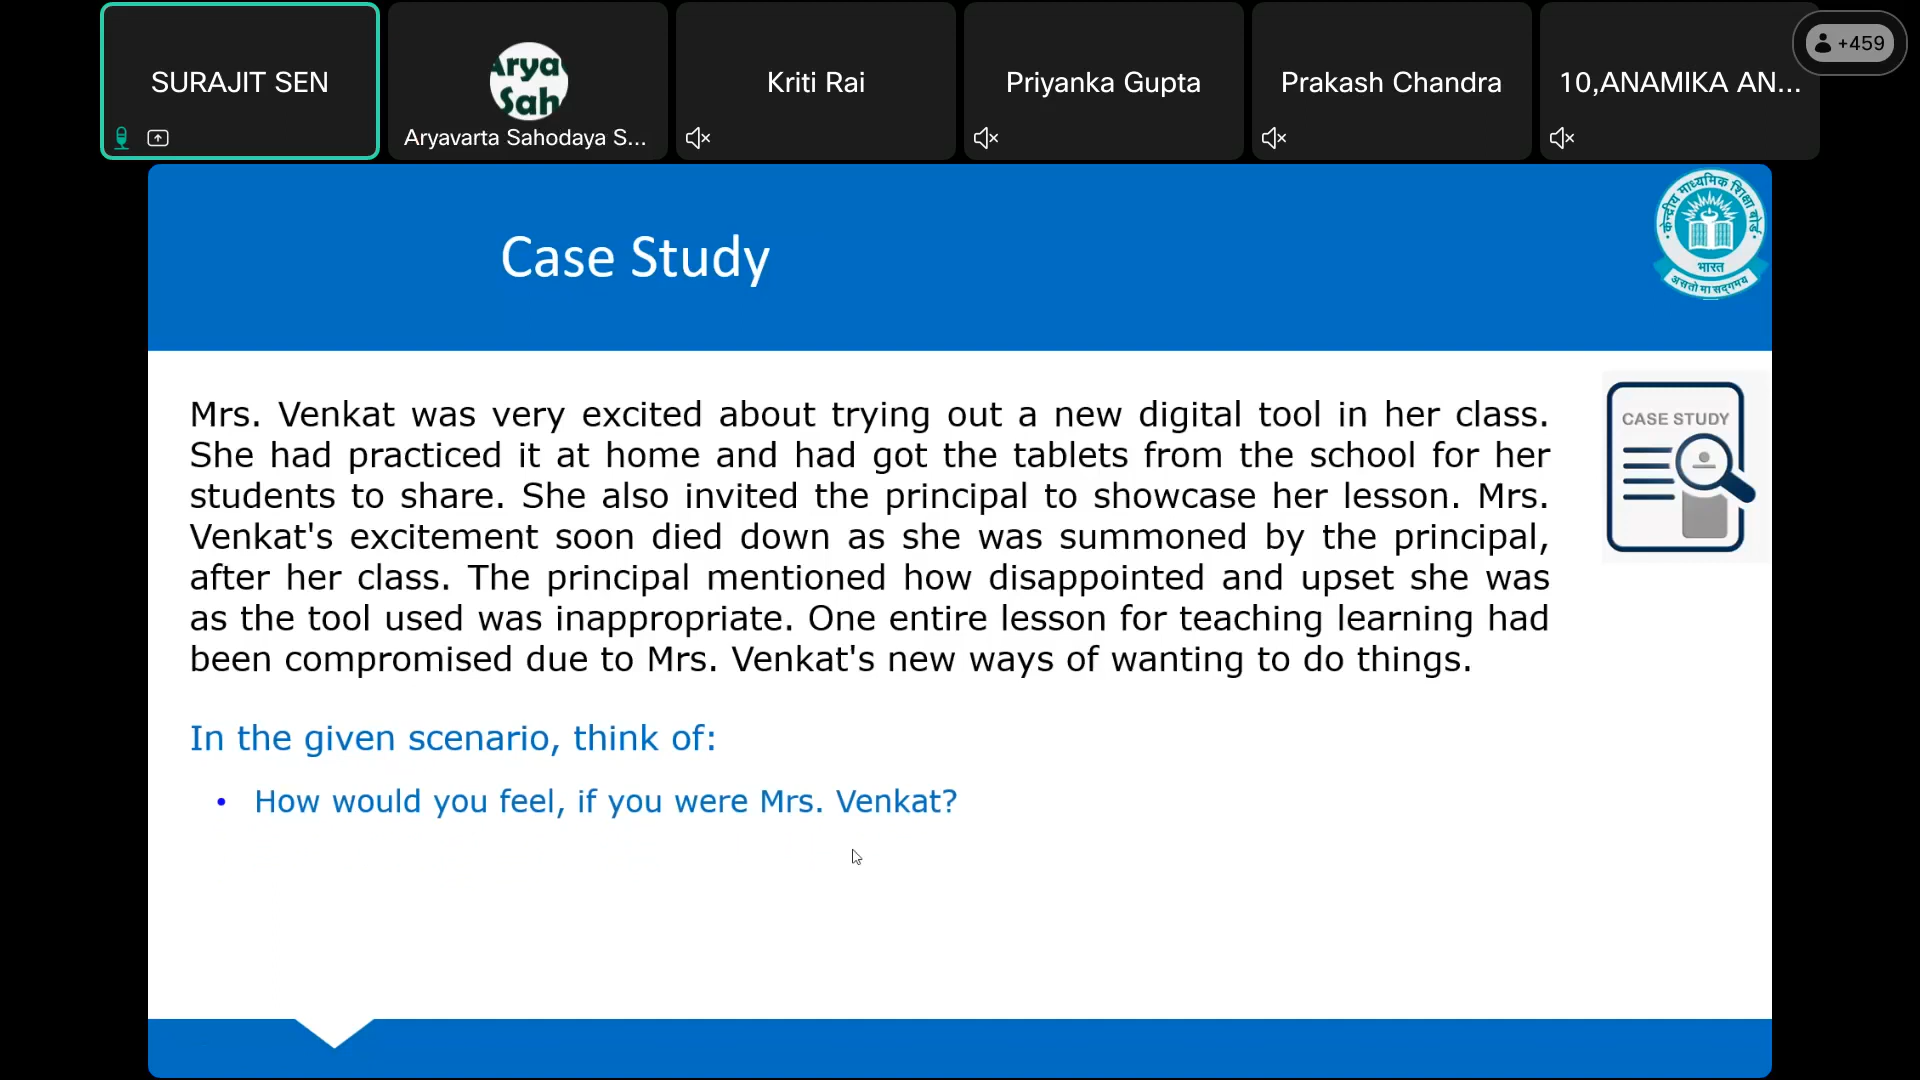 SURAJIT SEN
Arya
Sah
Aryavarta Sahodaya S...
Kriti Rai
Priyanka Gupta
Prakash Chandra
10,ANAMIKA AN...
+459
Case Study
केन्द्रीय माध्यमिक शिक्षा बोर्ड
भारत
असतो मा सद्गमय
Mrs. Venkat was very excited about trying out a new digital tool in her class.
She had practiced it at home and had got the tablets from the school for her
students to share. She also invited the principal to showcase her lesson. Mrs.
Venkat's excitement soon died down as she was summoned by the principal,
after her class. The principal mentioned how disappointed and upset she was
as the tool used was inappropriate. One entire lesson for teaching learning had
been compromised due to Mrs. Venkat's new ways of wanting to do things.
CASE STUDY
In the given scenario, think of:
• How would you feel, if you were Mrs. Venkat?